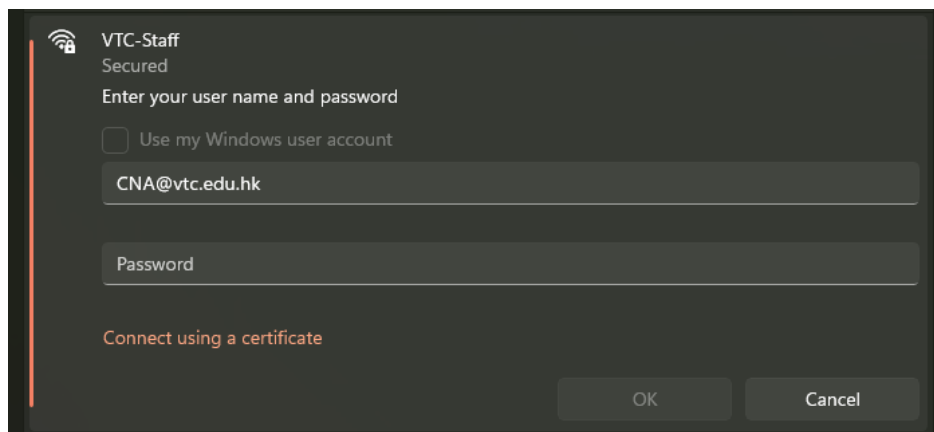 VTC-Staff
Secured
Enter your user name and password
Use my Windows user account
CNA@vtc.edu.hk
Password
Connect using a certificate
OK Cancel